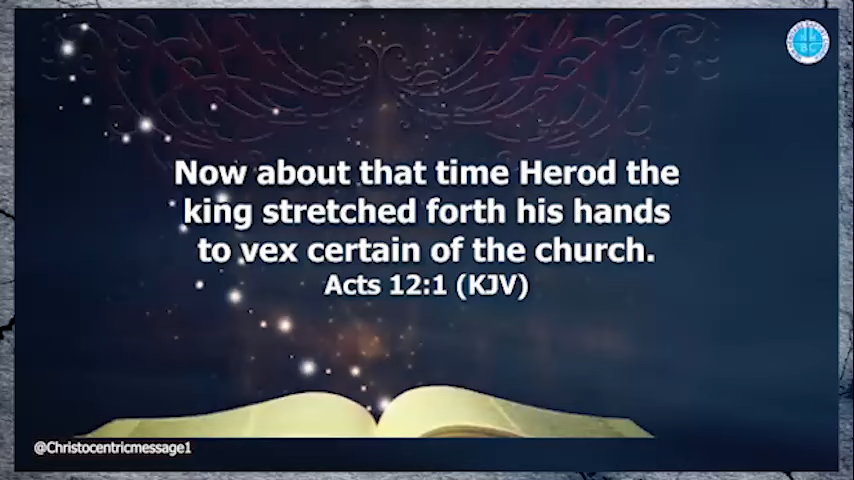 Now about that time Herod the
king stretched forth his hands
to vex certain of the church.
Acts 12:1 (KJV)
@Christocentricmessage1